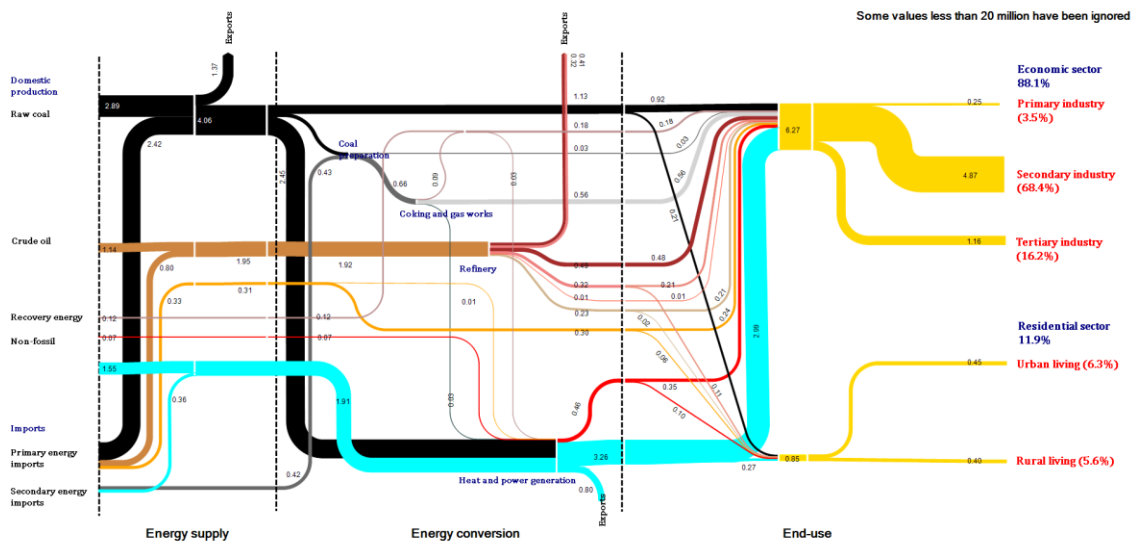 Some values less than 20 million have been ignored
Exports
Exports
Domestic
production
Raw coal
Crude oil
Recovery energy
Non-fossil
Imports
Primary energy
imports
Secondary energy
imports
2.89
1.37
4.06
2.42
1.14
0.80
1.95
0.33
0.31
0.12
0.07
1.55
0.36
0.42
0.43
2.45
Coal
preparation
0.66
Coking and gas works
0.09
0.03
1.92
Refinery
0.12
0.07
0.01
1.91
0.03
Heat and power generation
0.32
0.41
1.13
0.18
0.03
0.56
0.32
0.01
0.23
0.30
0.46
3.26
0.80
Exports
0.92
0.18
0.03
0.56
0.21
0.48
0.21
0.01
0.21
0.24
0.02
0.06
0.11
0.35
0.10
0.27
6.27
0.85
0.25
4.87
1.16
0.45
0.40
Economic sector
88.1%
Primary industry
(3.5%)
Secondary industry
(68.4%)
Tertiary industry
(16.2%)
Residential sector
11.9%
Urban living (6.3%)
Rural living (5.6%)
Energy supply
Energy conversion
End-use